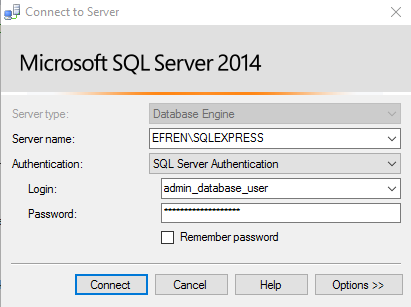 Connect to Server
Microsoft SQL Server 2014
Server type: Database Engine
Server name: EFREN\SQLEXPRESS
Authentication: SQL Server Authentication
Login: admin_database_user
Password: *******************
Remember password
Connect Cancel Help Options >>